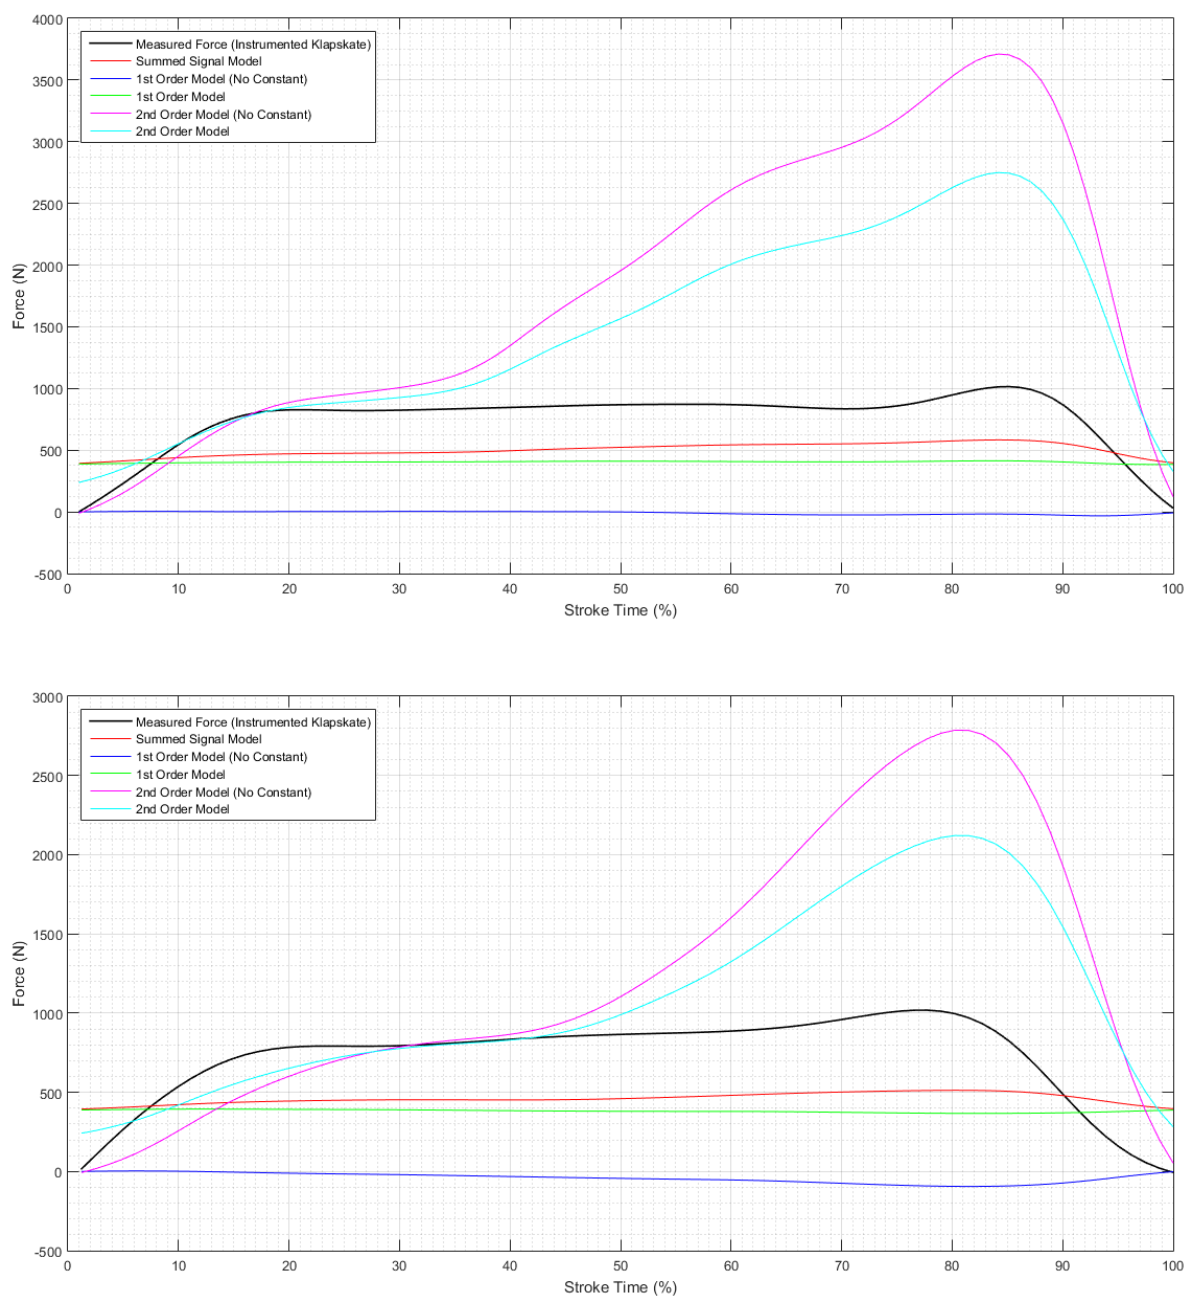 4000
3500
3000
2500
2000
1500
1000
500
0
-500
Force (N)
Measured Force (Instrumented Klapskate)
Summed Signal Model
1st Order Model (No Constant)
1st Order Model
2nd Order Model (No Constant)
2nd Order Model
0 10 20 30 40 50 60 70 80 90 100
Stroke Time (%)
3000
2500
2000
1500
1000
500
0
-500
Force (N)
Measured Force (Instrumented Klapskate)
Summed Signal Model
1st Order Model (No Constant)
1st Order Model
2nd Order Model (No Constant)
2nd Order Model
0 10 20 30 40 50 60 70 80 90 100
Stroke Time (%)